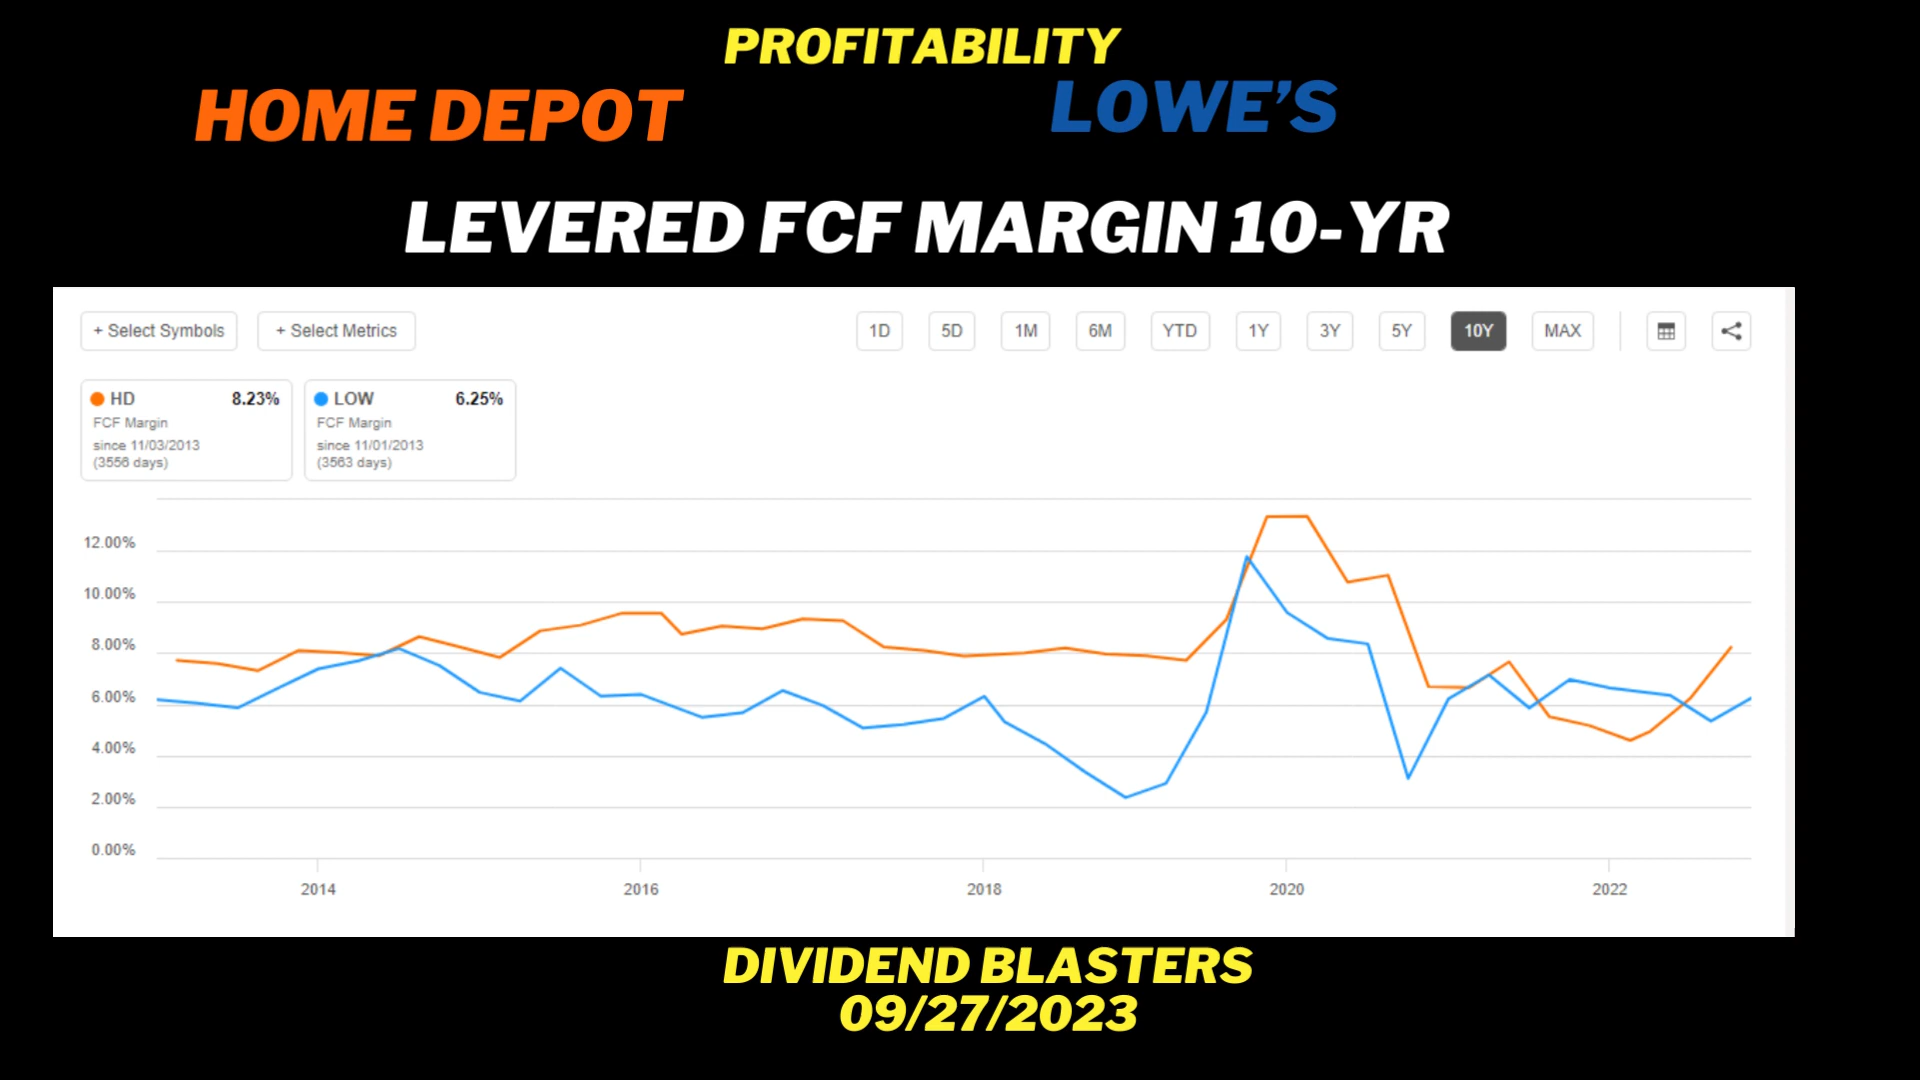 PROFITABILITY
HOME DEPOT
LOWE'S
LEVERED FCF MARGIN 10-YR
+ Select Symbols
+ Select Metrics
1D
5D
1M
6M
YTD
1Y
3Y
5Y
10Y
MAX
HD 8.23%
FCF Margin
since 11/03/2013
(3556 days)
LOW 6.25%
FCF Margin
since 11/01/2013
(3563 days)
12.00%
10.00%
8.00%
6.00%
4.00%
2.00%
0.00%
2014
2016
2018
2020
2022
DIVIDEND BLASTERS
09/27/2023